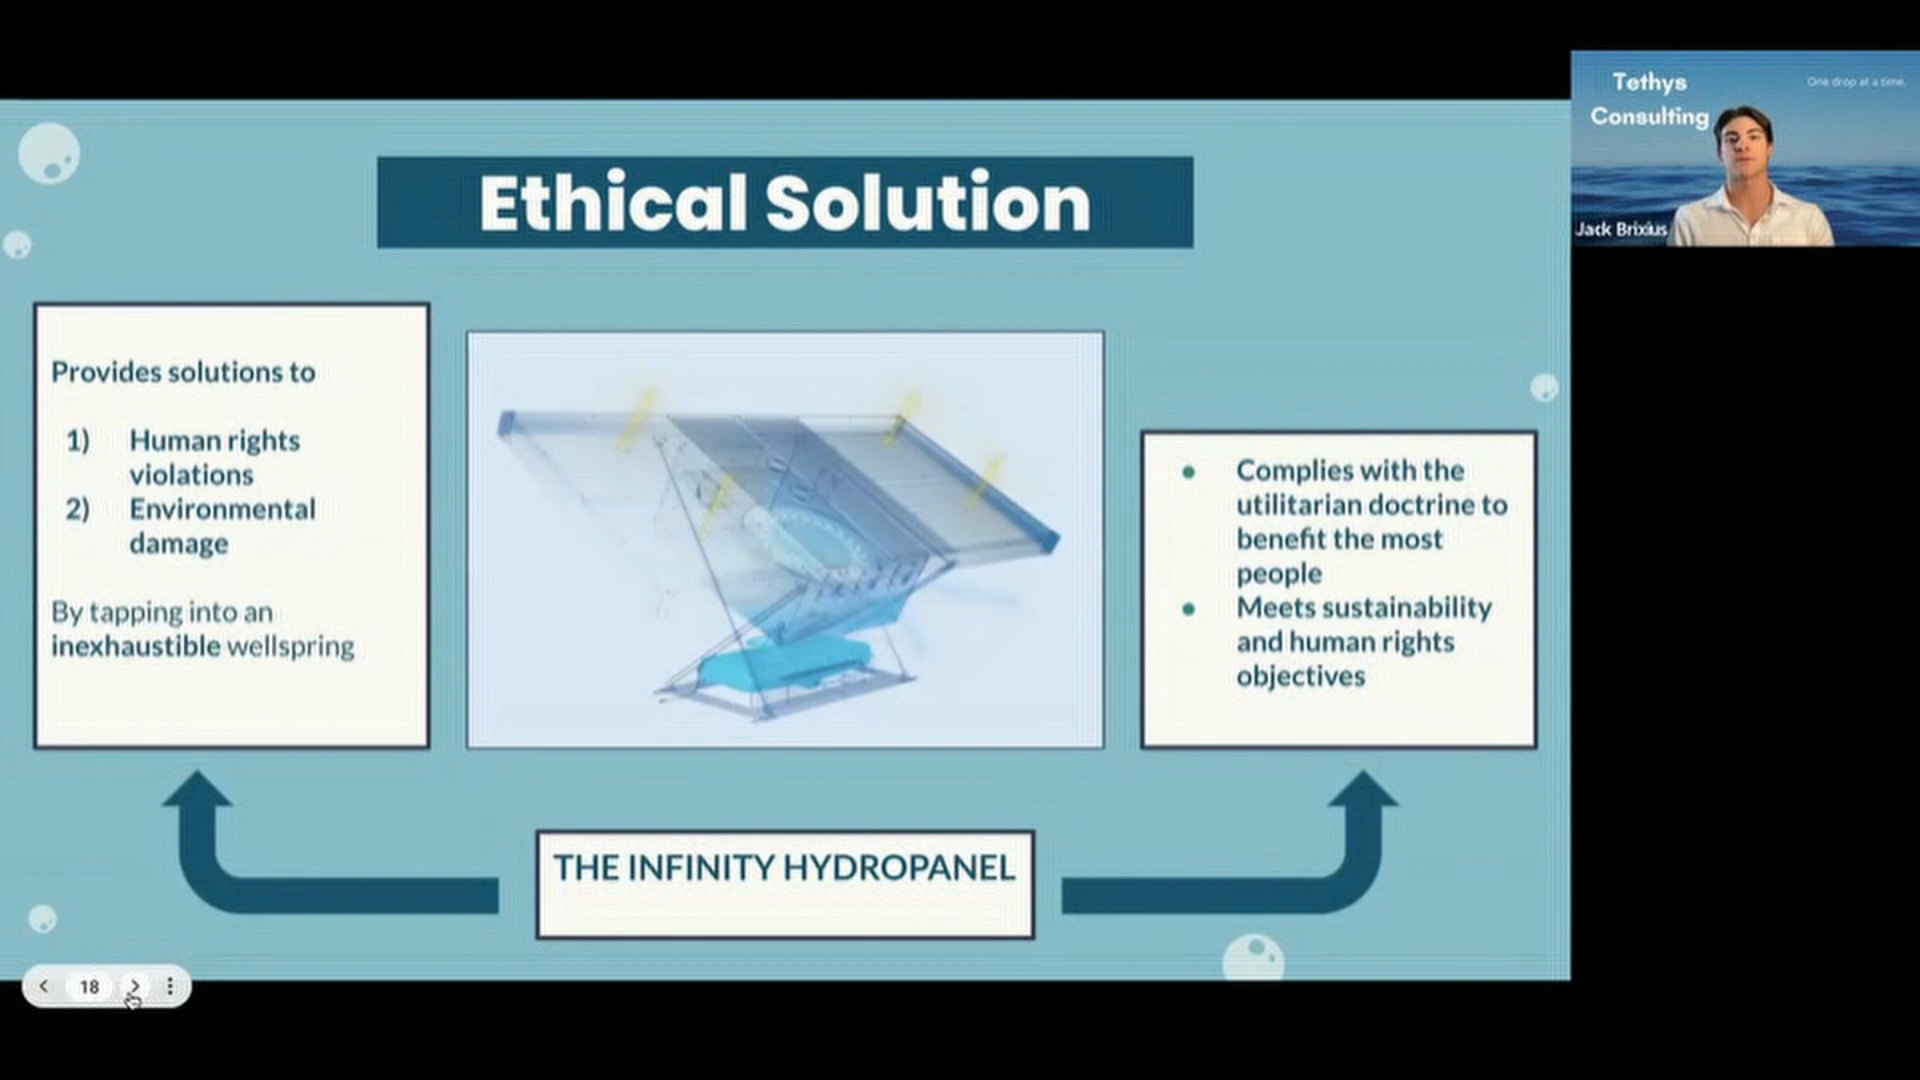 Ethical Solution
Provides solutions to
1) Human rights
violations
2) Environmental
damage
By tapping into an
inexhaustible wellspring
● Complies with the
utilitarian doctrine to
benefit the most
people
● Meets sustainability
and human rights
objectives
THE INFINITY HYDROPANEL
18
Tethys
Consulting
One drop at a time.
Jack Brixius